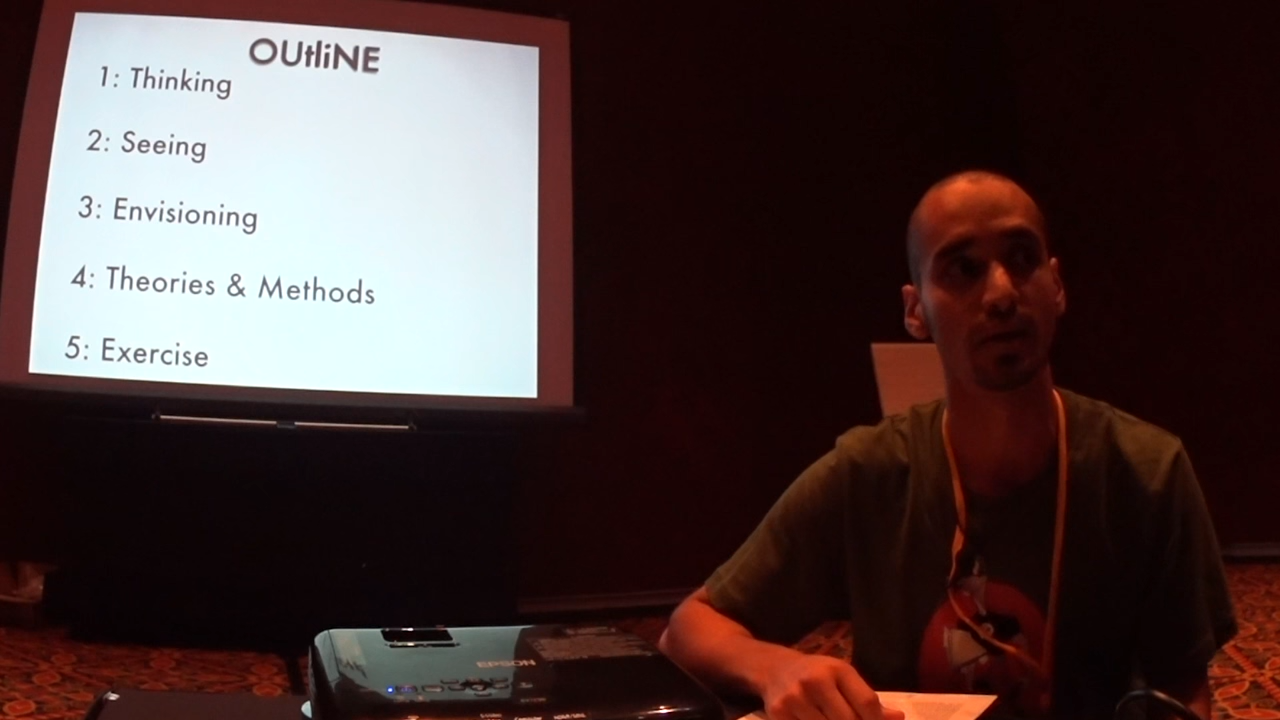 OUtliNE
1: Thinking
2: Seeing
3: Envisioning
4: Theories & Methods
5: Exercise
EPSON